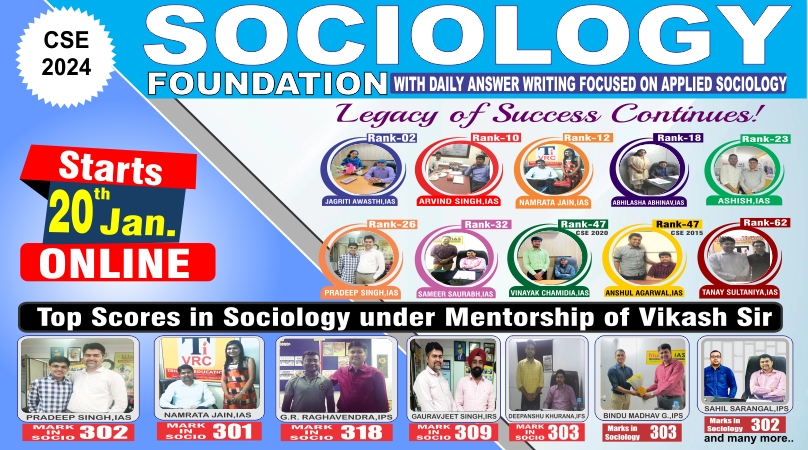 CSE
2024
SOCIOLOGY
FOUNDATION WITH DAILY ANSWER WRITING FOCUSED ON APPLIED SOCIOLOGY
Legacy of Success Continues!
Starts
20th Jan.
ONLINE
Rank-02
JAGRITI AWASTHI,IAS
Rank-10
ARVIND SINGH,IAS
Rank-12
VRC
NAMRATA JAIN,IAS
Rank-18
ABHILASHA ABHINAV,IAS
Rank-23
ASHISH,IAS
Rank-26
PRADEEP SINGH,IAS
Rank-32
SAMEER SAURABH,IAS
Rank-47
CSE 2020
VINAYAK CHAMIDIA,IAS
Rank-47
CSE 2015
ANSHUL AGARWAL,IAS
Rank-62
TANAY SULTANIYA,IAS
Top Scores in Sociology under Mentorship of Vikash Sir
PRADEEP SINGH,IAS
MARK IN SOCIO 302
VRC
NAMRATA JAIN,IAS
MARK IN SOCIO 301
G.R. RAGHAVENDRA,IPS
MARK IN SOCIO 318
GAURAVJEET SINGH,IRS
MARK IN SOCIO 309
DEEPANSHU KHURANA,IFS
MARK IN SOCIO 303
IAS
BINDU MADHAV G.,IPS
Marks in Sociology 303
SAHIL SARANGAL,IPS
Marks in Sociology 302
and many more..